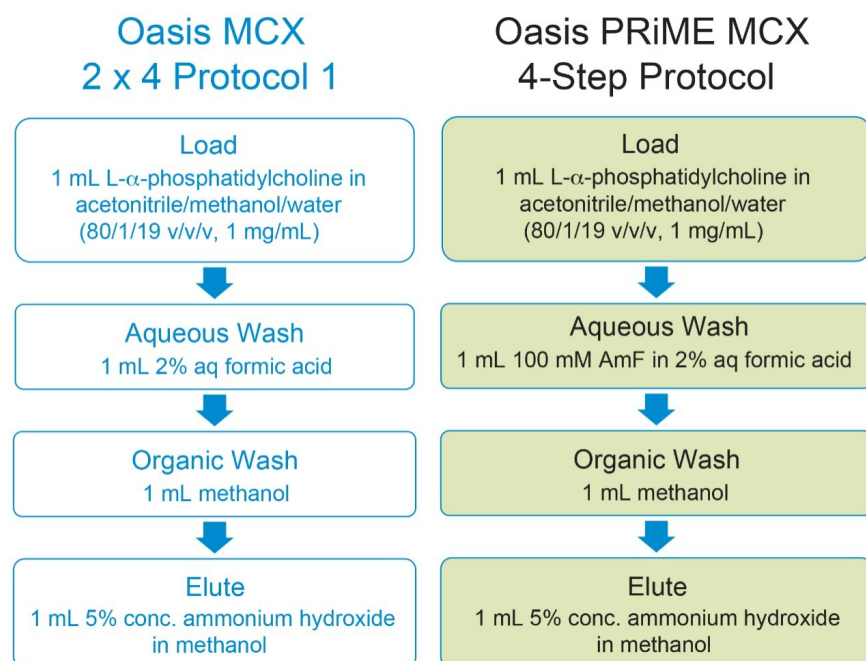 Oasis MCX
2 x 4 Protocol 1
Load
1 mL L-α-phosphatidylcholine in
acetonitrile/methanol/water
(80/1/19 v/v/v, 1 mg/mL)
Aqueous Wash
1 mL 2% aq formic acid
Organic Wash
1 mL methanol
Elute
1 mL 5% conc. ammonium hydroxide
in methanol
Oasis PRiME MCX
4-Step Protocol
Load
1 mL L-α-phosphatidylcholine in
acetonitrile/methanol/water
(80/1/19 v/v/v, 1 mg/mL)
Aqueous Wash
1 mL 100 mM AmF in 2% aq formic acid
Organic Wash
1 mL methanol
Elute
1 mL 5% conc. ammonium hydroxide
in methanol